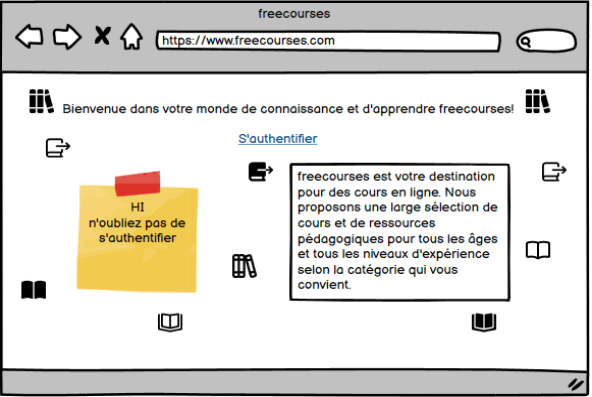 freecourses
https://www.freecourses.com
Bienvenue dans votre monde de connaissance et d'apprendre freecourses!
S'authentifier
HI
n'oubliez pas de
s'authentifier
freecourses est votre destination
pour des cours en ligne. Nous
proposons une large sélection de
cours et de ressources
pédagogiques pour tous les âges
et tous les niveaux d'expérience
selon la catégorie qui vous
convient.